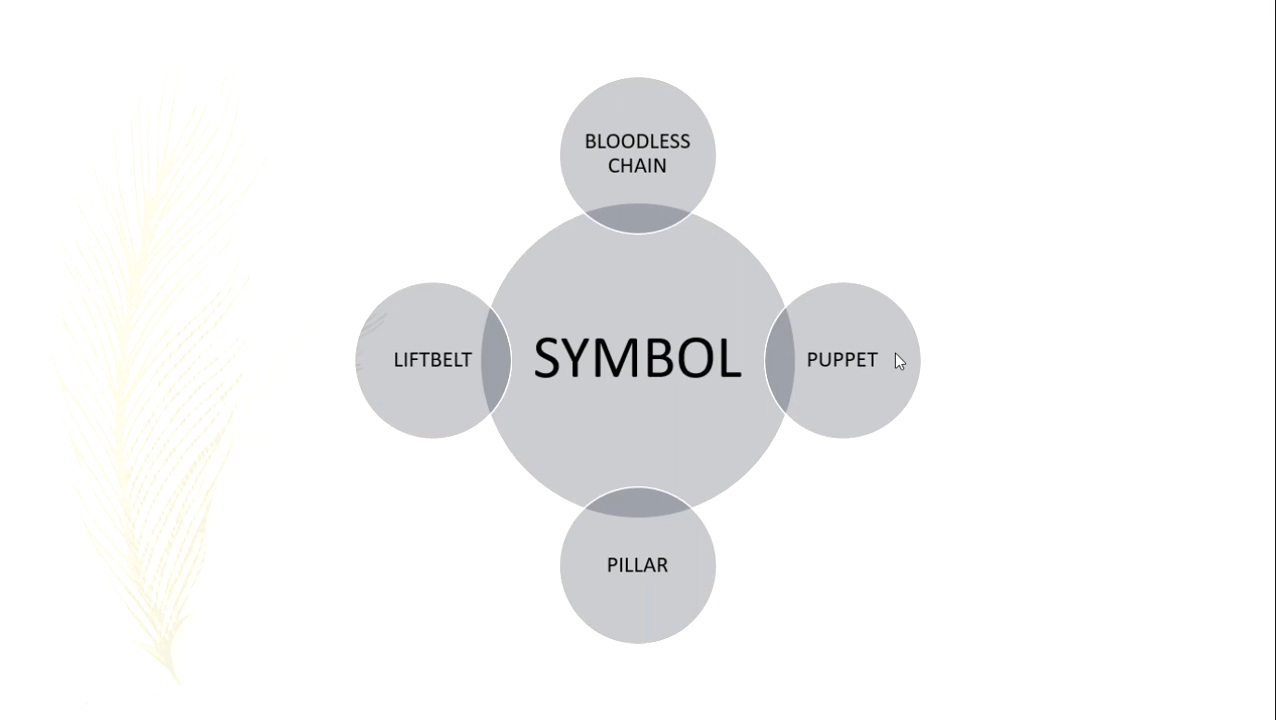 BLOODLESS
CHAIN
LIFTBELT
SYMBOL
PUPPET
PILLAR